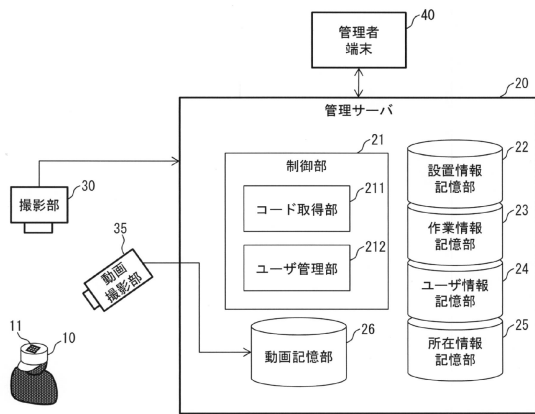 40
管理者
端末
20
管理サーバ
21
制御部
22
設置情報
記憶部
30
撮影部
211
コード取得部
23
作業情報
記憶部
35
動画
撮影部
212
ユーザ管理部
24
ユーザ情報
記憶部
11
10
26
動画記憶部
25
所在情報
記憶部